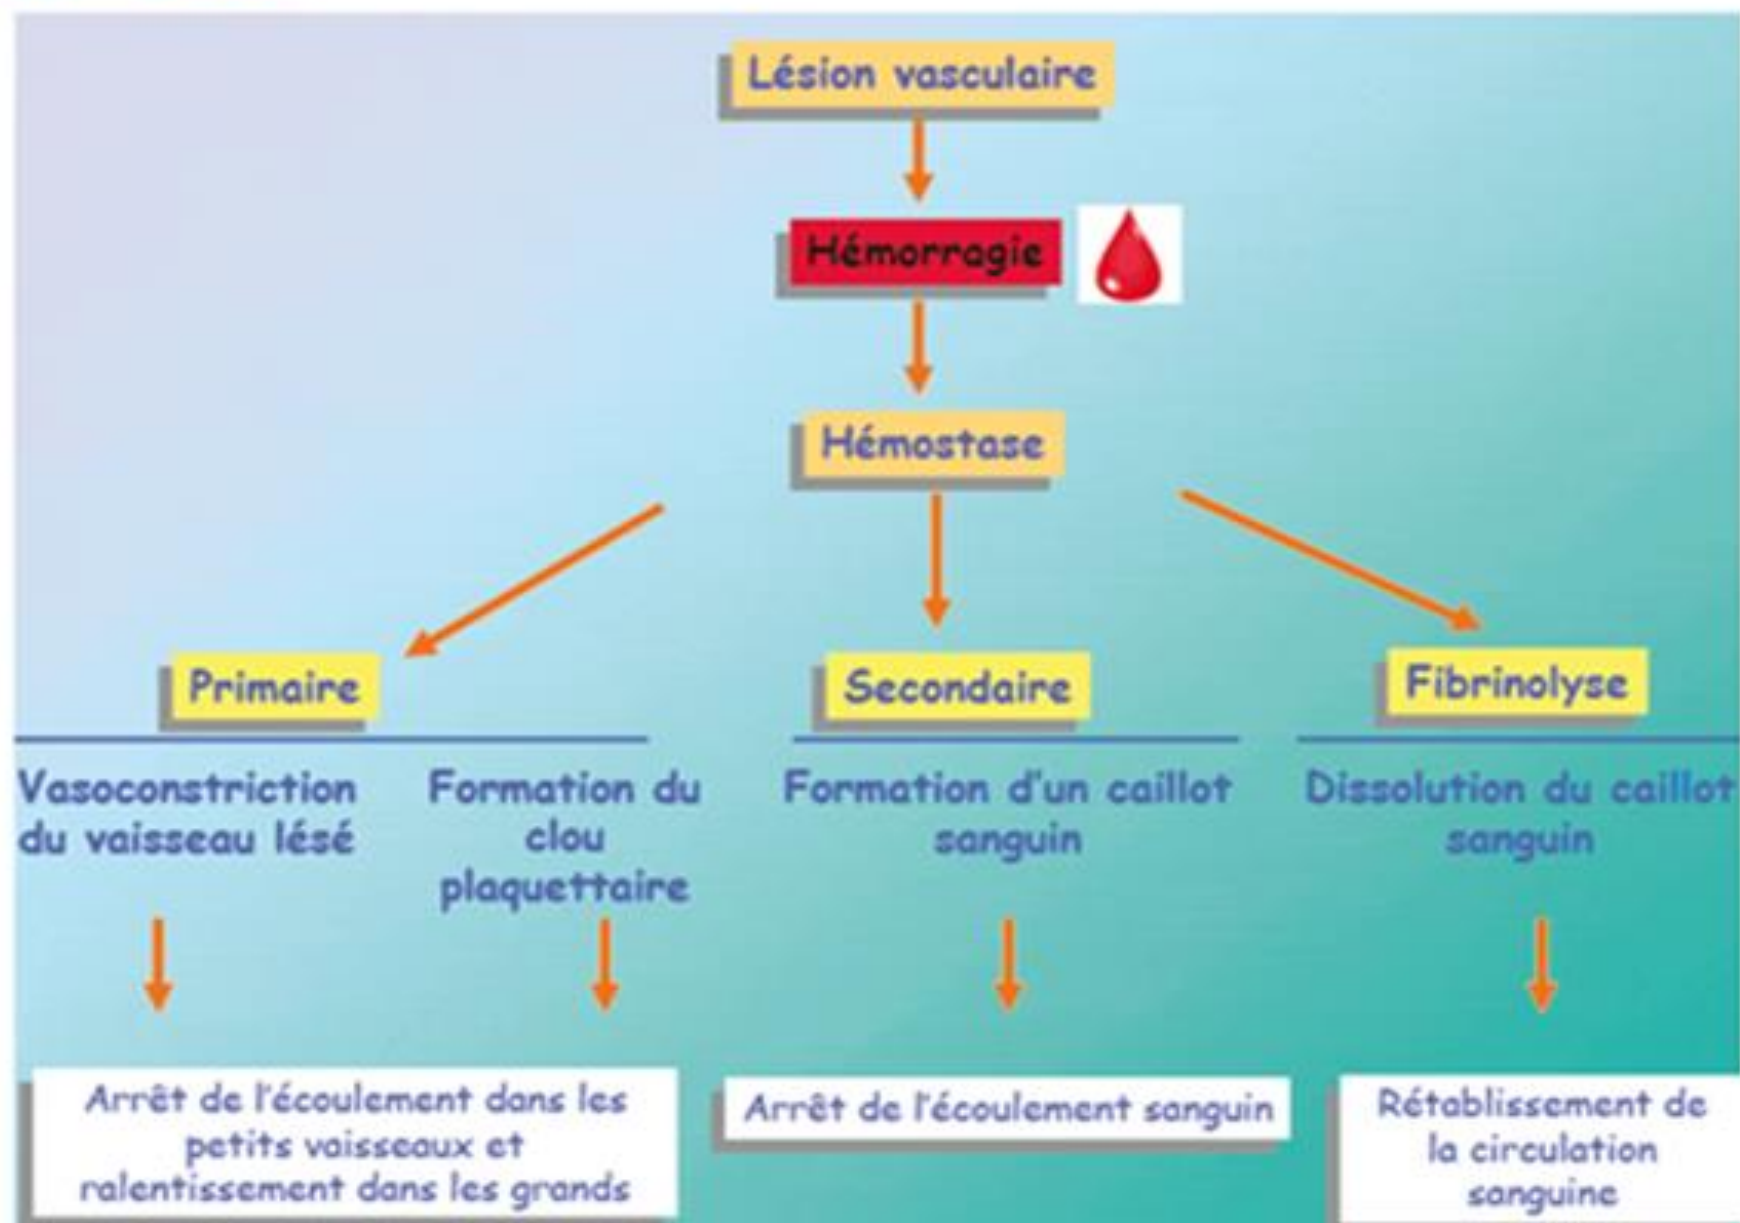 Lésion vasculaire
Hémorragie
Hémostase
Primaire
Secondaire
Fibrinolyse
Vasoconstriction
du vaisseau lésé
Formation du
clou
plaquettaire
Formation d'un caillot
sanguin
Dissolution du caillot
sanguin
Arrêt de l'écoulement dans les
petits vaisseaux et
ralentissement dans les grands
Arrêt de l'écoulement sanguin
Rétablissement de
la circulation
sanguine